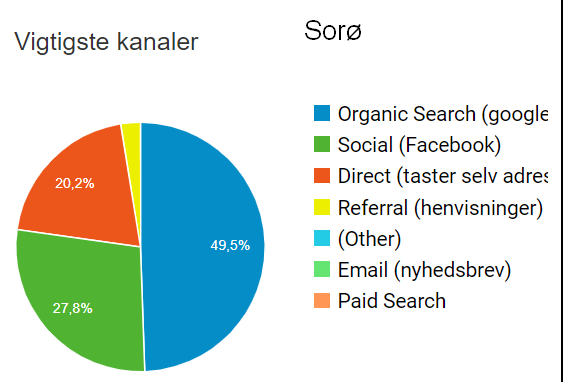 Sorø
Vigtigste kanaler
Organic Search (google
Social (Facebook)
Direct (taster selv adres
Referral (henvisninger)
(Other)
Email (nyhedsbrev)
Paid Search
20,2%
49,5%
27,8%